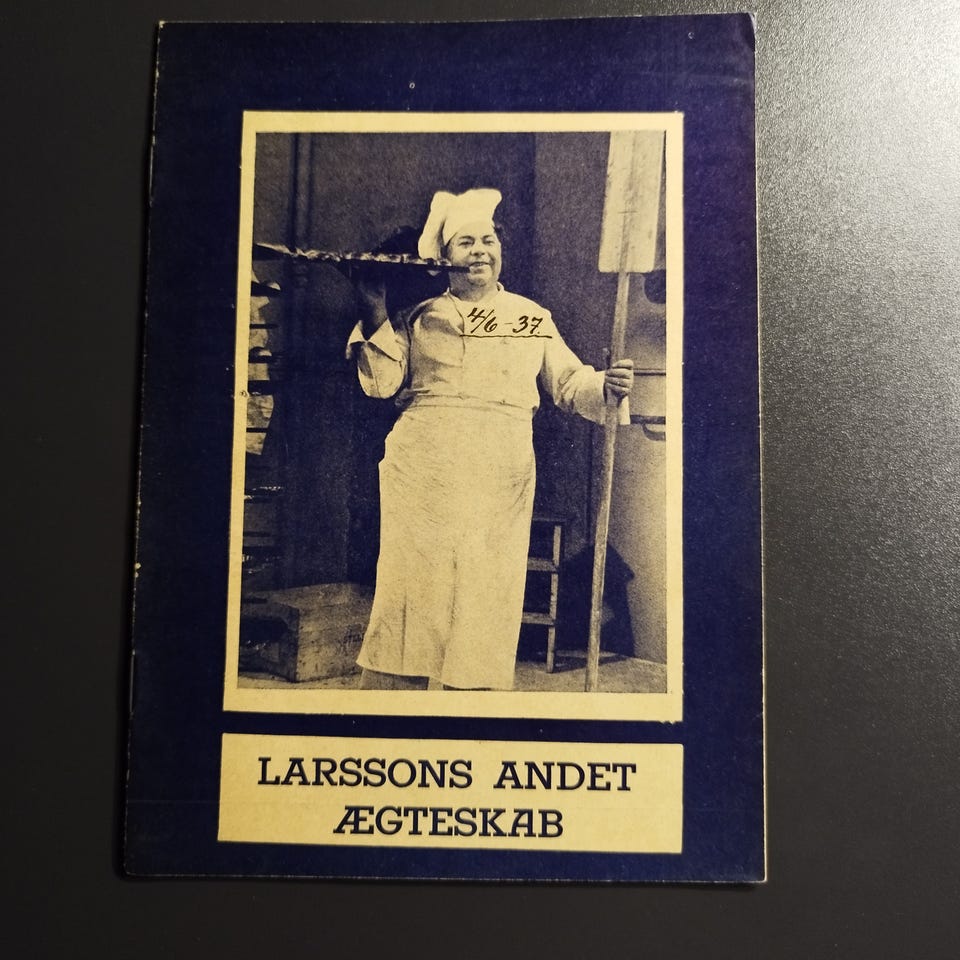 4/6-37.
LARSSONS ANDET
ÆGTESKAB